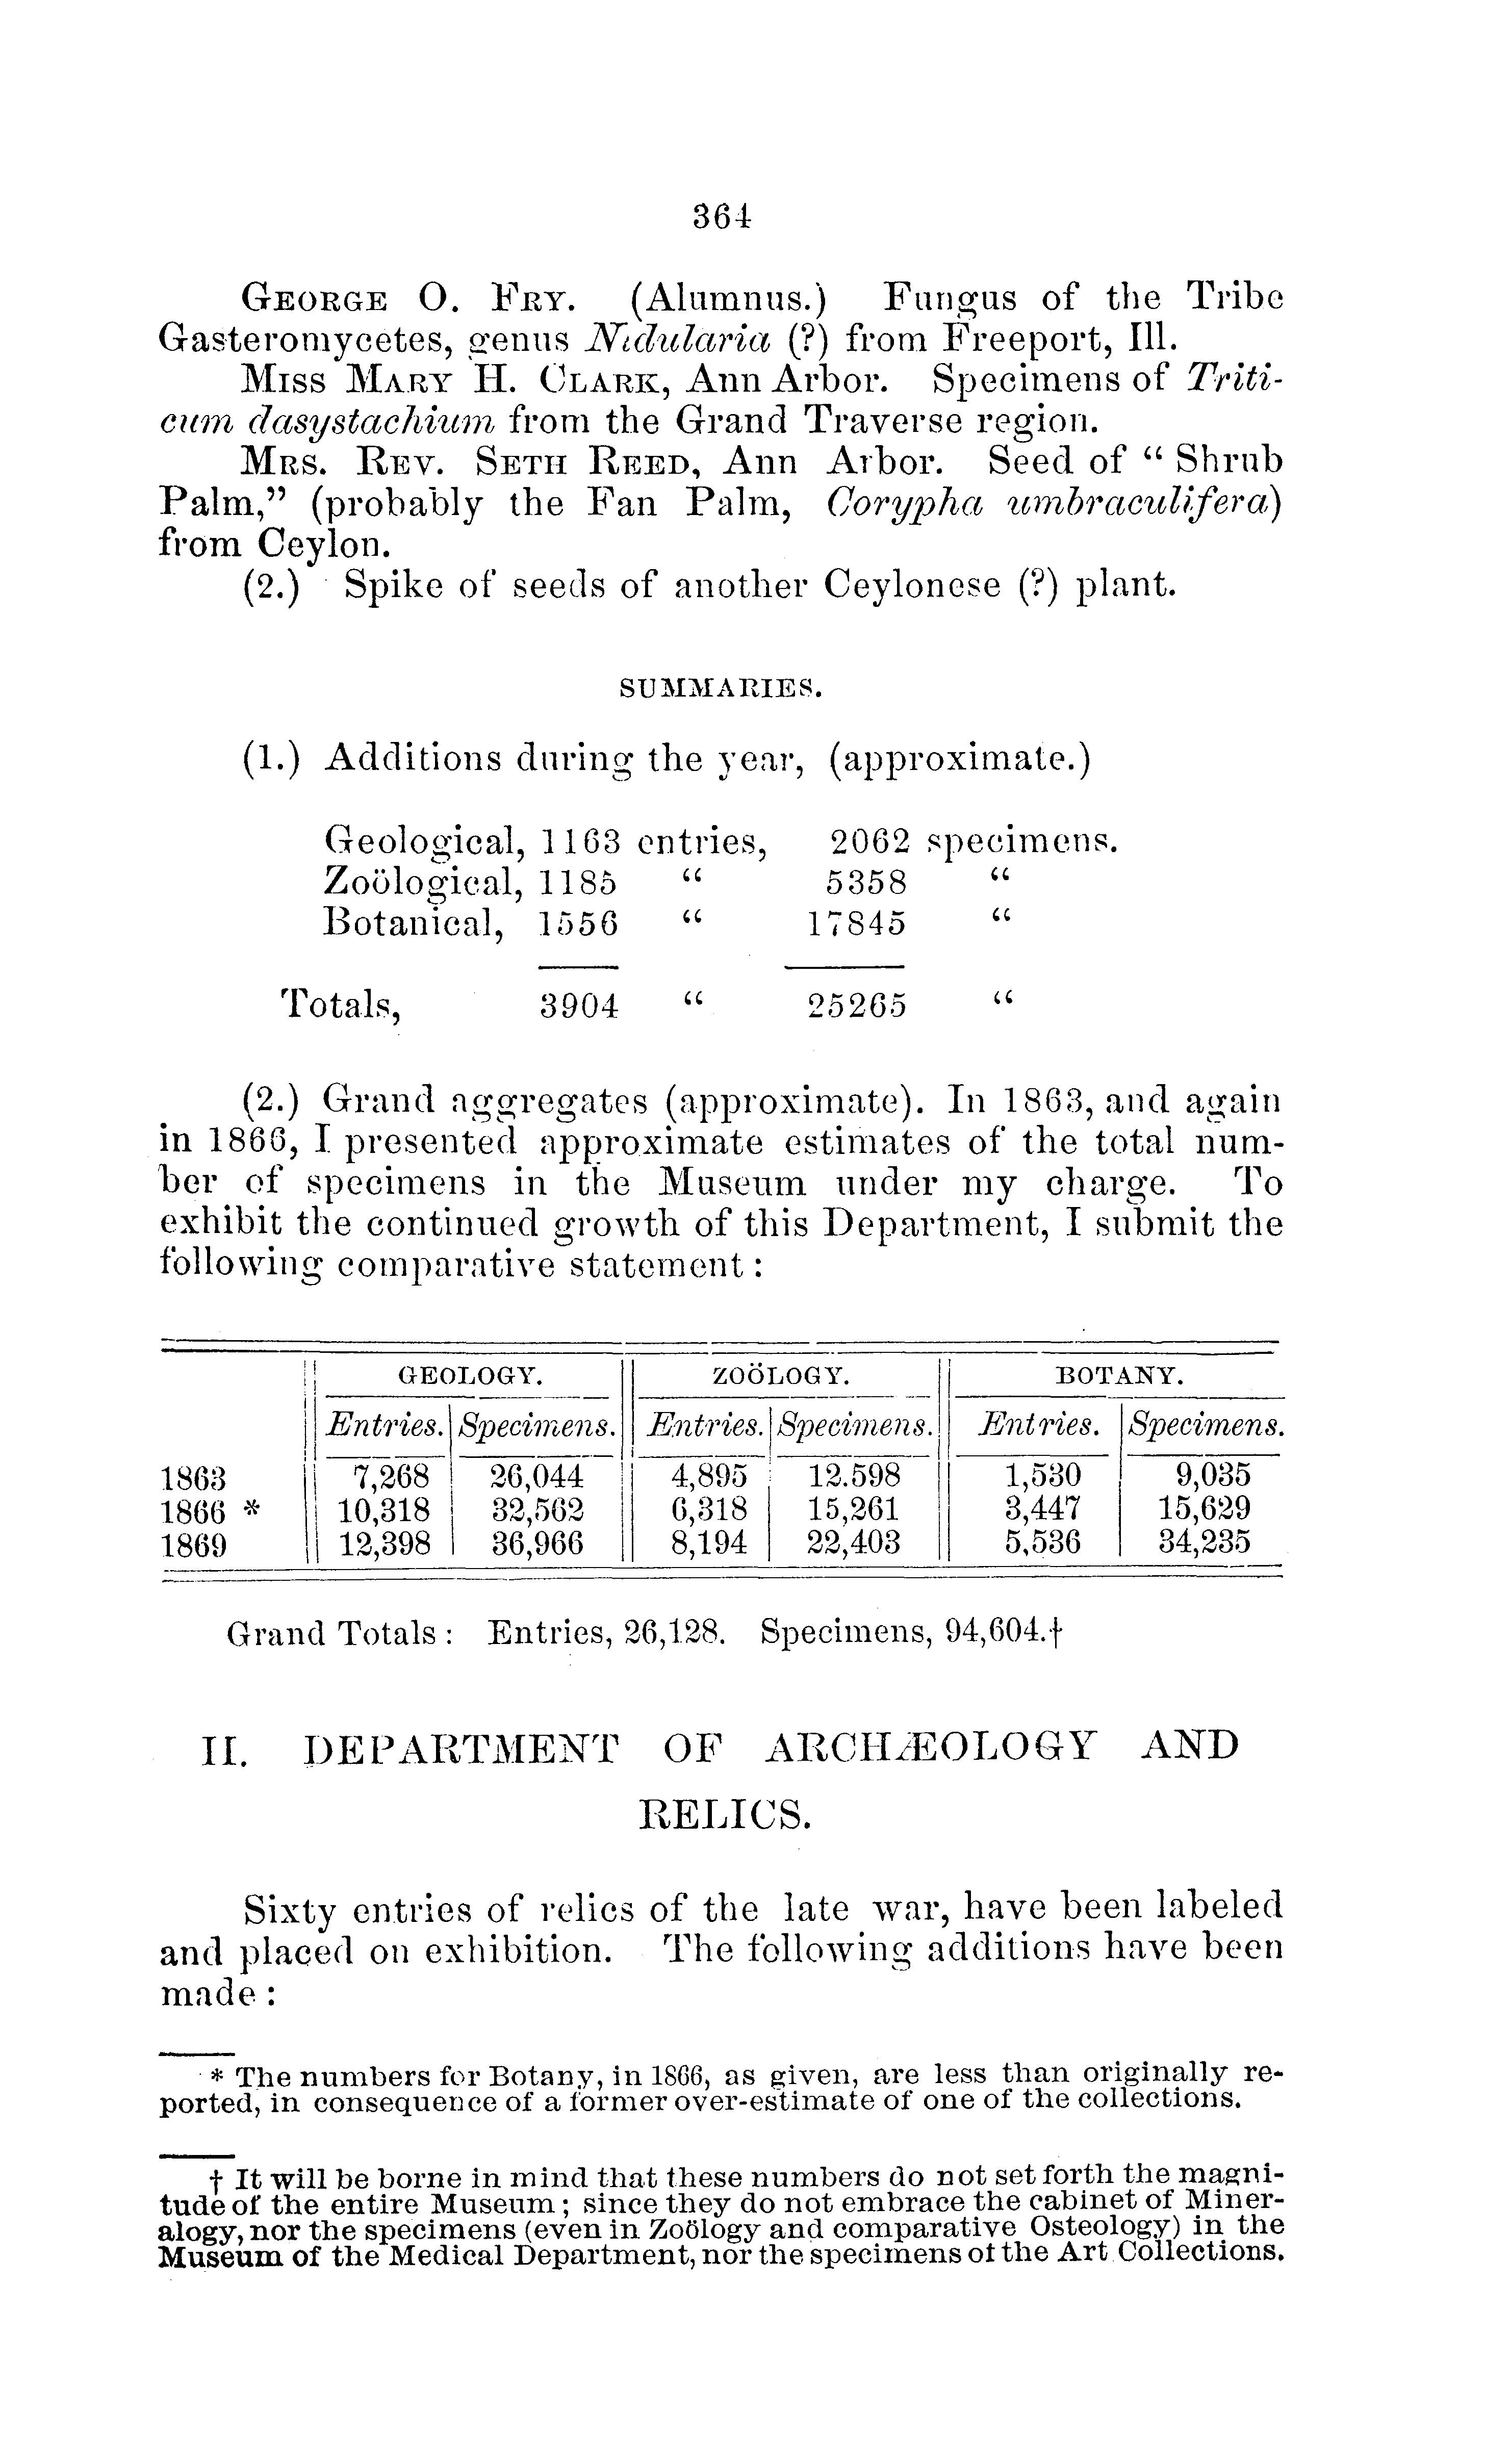 364
GEORGE O. FRY. (Alumnus.) Fungus of the Tribe
Gasteromycetes, genus Nidularia (?) from Freeport, Ill.
MISS MARY H. CLARK, Ann Arbor. Specimens of Triti-
cum dasystachium from the Grand Traverse region.
MRS. REV. SETH REED, Ann Arbor. Seed of “ Shrub
Palm,” (probably the Fan Palm, Corypha umbraculifera)
from Ceylon.
(2.) Spike of seeds of another Ceylonese (?) plant.
SUMMARIES.
(1.) Additions during the year, (approximate.)
Geological, 1163 entries, 2062 specimens.
Zoölogical, 1185 “ 5358 “
Botanical, 1556 “ 17845 “
Totals, 3904 “ 25265 “
(2.) Grand aggregates (approximate). In 1863, and again
in 1866, I presented approximate estimates of the total num-
ber of specimens in the Museum under my charge. To
exhibit the continued growth of this Department, I submit the
following comparative statement :
GEOLOGY. ZOÖLOGY. BOTANY.
Entries. Specimens. Entries. Specimens. Entries. Specimens.
1863 7,268 26,044 4,895 12.598 1,530 9,035
1866 * 10,318 32,562 6,318 15,261 3,447 15,629
1869 12,398 36,966 8,194 22,403 5,536 34,235
Grand Totals : Entries, 26,128. Specimens, 94,604.†
II. DEPARTMENT OF ARCHÆOLOGY AND
RELICS.
Sixty entries of relics of the late war, have been labeled
and placed on exhibition. The following additions have been
made :
* The numbers for Botany, in 1866, as given, are less than originally re-
ported, in consequence of a former over-estimate of one of the collections.
† It will be borne in mind that these numbers do not set forth the magni-
tude of the entire Museum ; since they do not embrace the cabinet of Miner-
alogy, nor the specimens (even in Zoölogy and comparative Osteology) in the
Museum of the Medical Department, nor the specimens of the Art Collections.